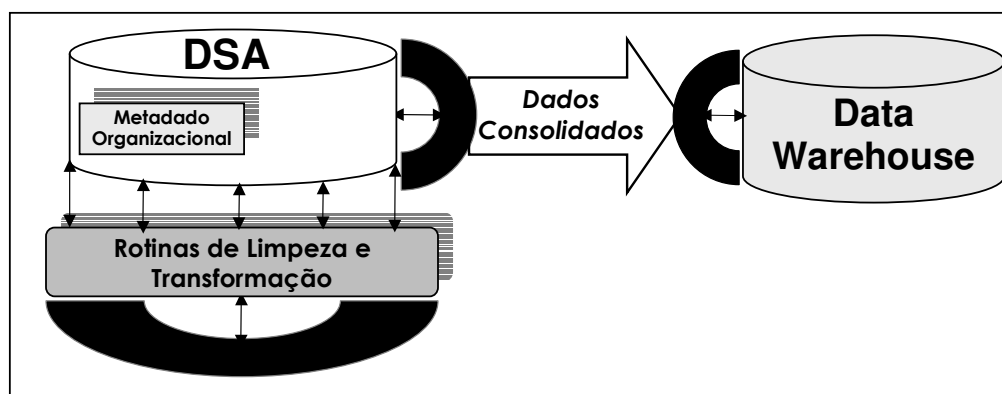 DSA
Metadado
Organizacional
Dados
Consolidados
Data
Warehouse
Rotinas de Limpeza e
Transformação